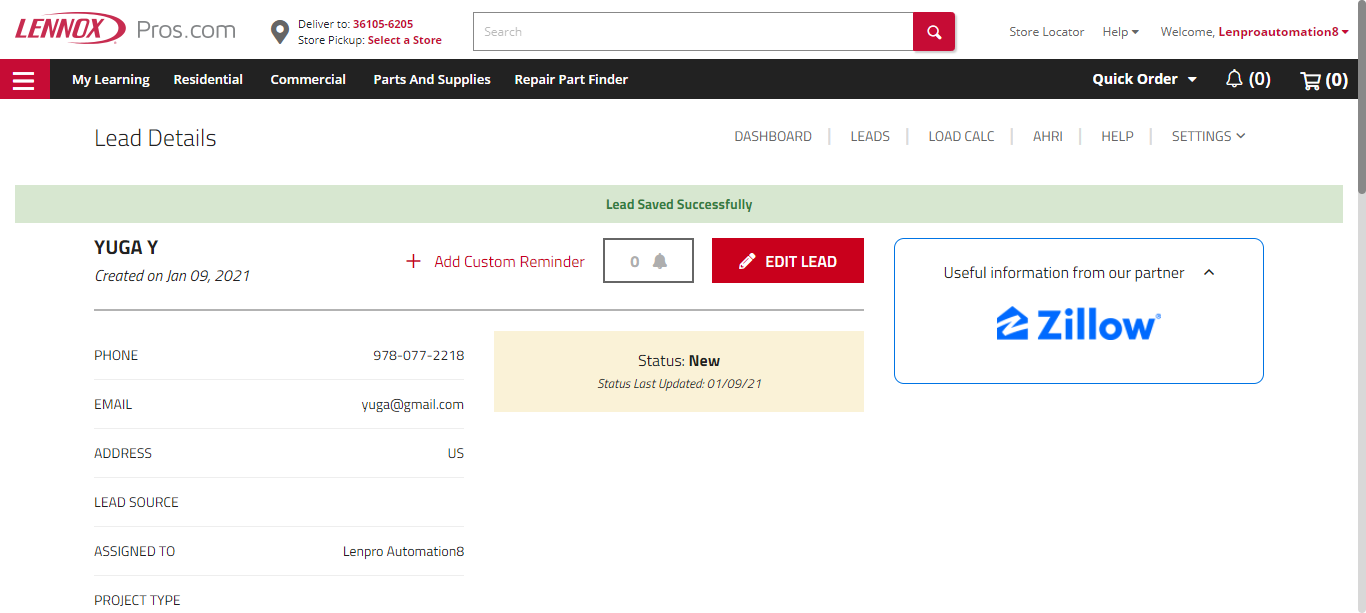 LENNOX Pros.com
Deliver to: 36105-6205
Store Pickup: Select a Store
Search
Store Locator Help Welcome, Lenproautomation8
My Learning Residential Commercial Parts And Supplies Repair Part Finder Quick Order (0) (0)
Lead Details
DASHBOARD LEADS LOAD CALC AHRI HELP SETTINGS
Lead Saved Successfully
YUGA Y
Created on Jan 09, 2021
Add Custom Reminder
0
EDIT LEAD
Useful information from our partner
Zillow
PHONE 978-077-2218
EMAIL yuga@gmail.com
ADDRESS US
LEAD SOURCE
ASSIGNED TO Lenpro Automation8
PROJECT TYPE
Status: New
Status Last Updated: 01/09/21